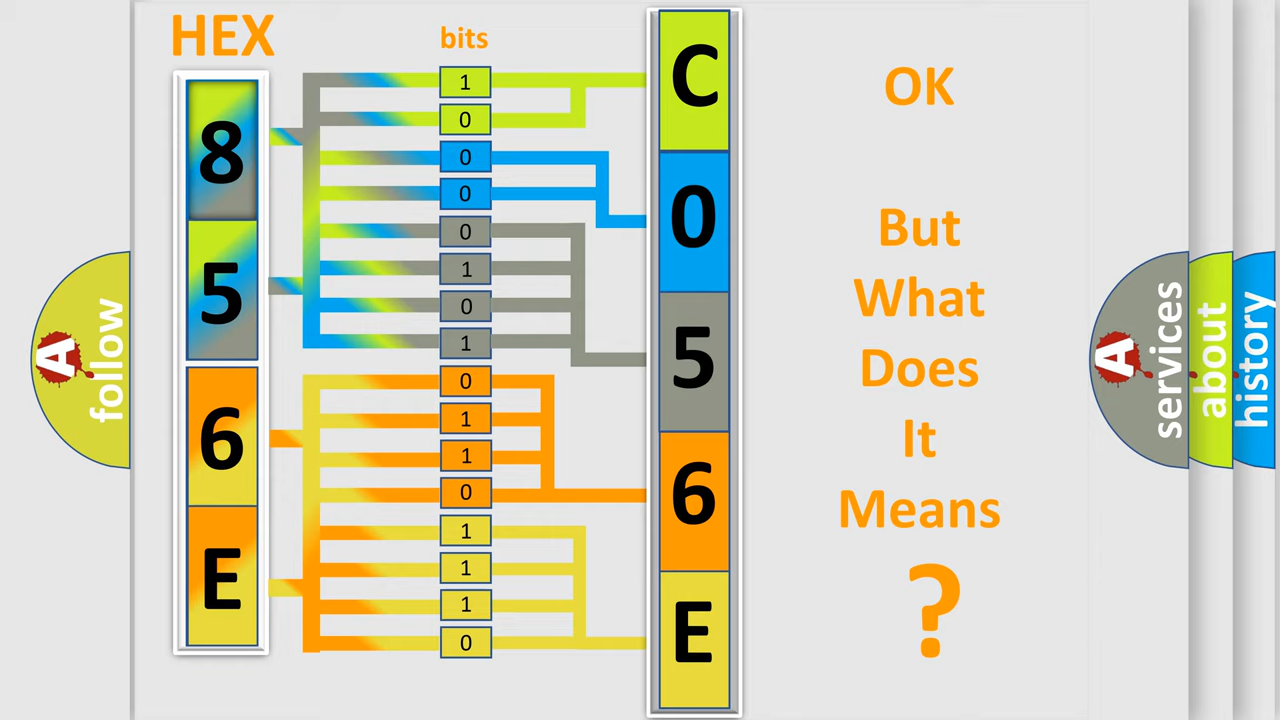 HEX
8
5
6
E
bits
1
0
0
0
0
1
0
1
0
1
1
0
1
1
1
0
C
0
5
6
E
OK
But
What
Does
It
Means
?
A
follow
A
services
about
history